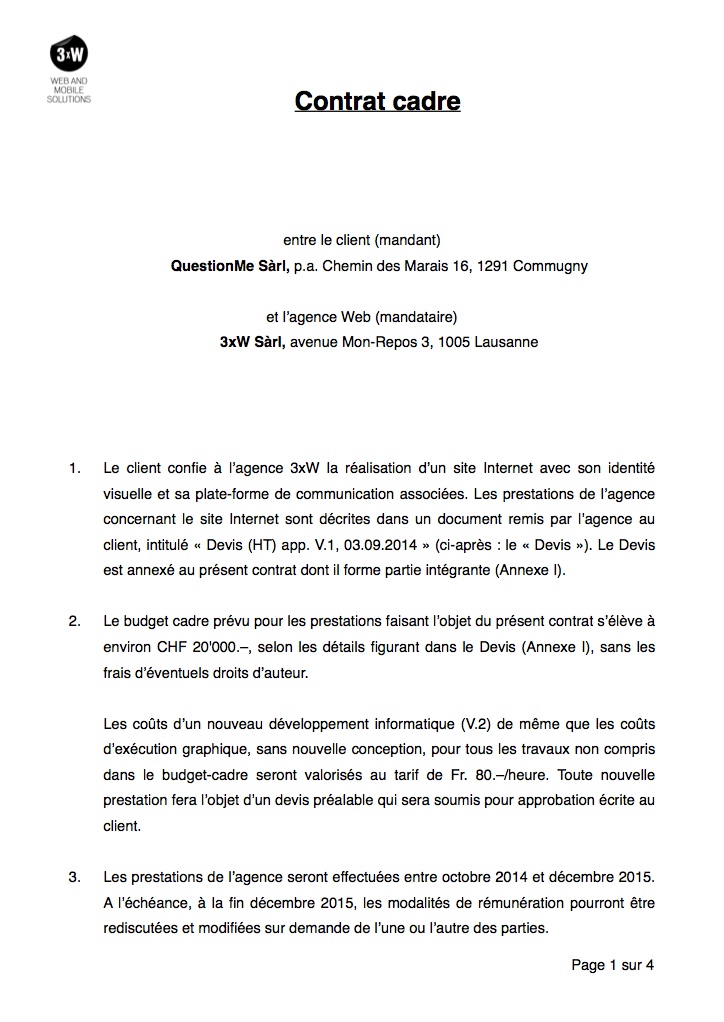 3xW
WEB AND
MOBILE
SOLUTIONS
Contrat cadre
entre le client (mandant)
QuestionMe Sàrl, p.a. Chemin des Marais 16, 1291 Commugny
et l’agence Web (mandataire)
3xW Sàrl, avenue Mon-Repos 3, 1005 Lausanne
1. Le client confie à l’agence 3xW la réalisation d’un site Internet avec son identité
visuelle et sa plate-forme de communication associées. Les prestations de l’agence
concernant le site Internet sont décrites dans un document remis par l’agence au
client, intitulé « Devis (HT) app. V.1, 03.09.2014 » (ci-après : le « Devis »). Le Devis
est annexé au présent contrat dont il forme partie intégrante (Annexe I).
2. Le budget cadre prévu pour les prestations faisant l’objet du présent contrat s’élève à
environ CHF 20'000.–, selon les détails figurant dans le Devis (Annexe I), sans les
frais d’éventuels droits d’auteur.
Les coûts d’un nouveau développement informatique (V.2) de même que les coûts
d’exécution graphique, sans nouvelle conception, pour tous les travaux non compris
dans le budget-cadre seront valorisés au tarif de Fr. 80.–/heure. Toute nouvelle
prestation fera l’objet d’un devis préalable qui sera soumis pour approbation écrite au
client.
3. Les prestations de l’agence seront effectuées entre octobre 2014 et décembre 2015.
A l’échéance, à la fin décembre 2015, les modalités de rémunération pourront être
rediscutées et modifiées sur demande de l’une ou l’autre des parties.
Page 1 sur 4